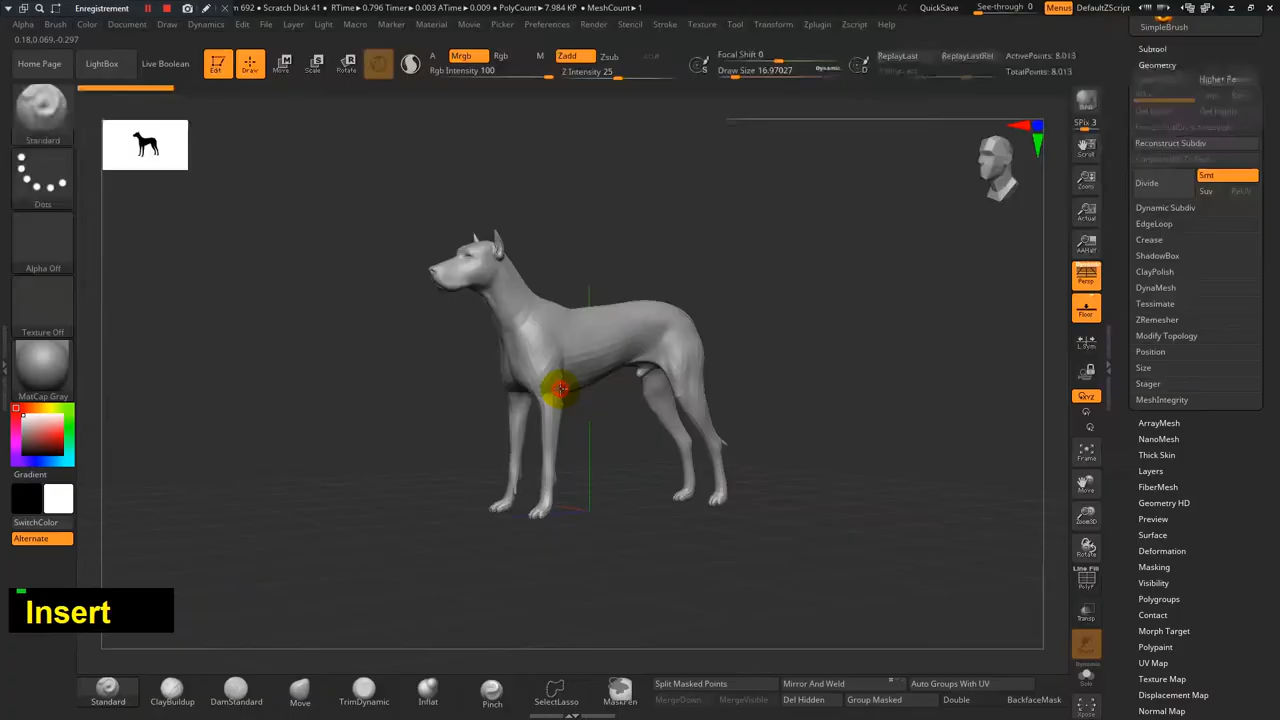 Enregistrement
m 692 ● Scratch Disk 41 ● RTime▸0.796 Timer▸0.003 ATime▸0.009 ● PolyCount▸7.984 KP ● MeshCount▸1
AC
QuickSave
See-through 0
Menus
DefaultZScript
Alpha
Brush
Color
Document
Draw
Dynamics
Edit
File
Layer
Light
Macro
Marker
Material
Movie
Picker
Preferences
Render
Stencil
Stroke
Texture
Tool
Transform
Zplugin
Zscript
Help
0.18,0.069,-0.297
Home Page
LightBox
Live Boolean
Edit
Draw
Move
Scale
Rotate
A
Mrgb
Rgb
M
Rgb Intensity 100
Zadd
Zsub
Z Intensity 25
Focal Shift 0
Draw Size 16.97027
Dynamic
ReplayLast
ReplayLastRel
ActivePoints: 8.013
TotalPoints: 8.013
Standard
Dots
Alpha Off
Texture Off
MatCap Gray
Gradient
SwitchColor
Alternate
Insert
SPix 3
Scroll
Zoom
Actual
AAHalf
Persp
Floor
L.Sym
Frame
Move
Zoom3D
Rotate
Line Fill
PolyF
Transp
Dynamic
Solo
Xpose
SimpleBrush
Subtool
Geometry
Reconstruct Subdiv
Divide
Smt
Suv
Dynamic Subdiv
EdgeLoop
Crease
ShadowBox
ClayPolish
DynaMesh
Tessimate
ZRemesher
Modify Topology
Position
Size
Stager
MeshIntegrity
ArrayMesh
NanoMesh
Thick Skin
Layers
FiberMesh
Geometry HD
Preview
Surface
Deformation
Masking
Visibility
Polygroups
Contact
Morph Target
Polypaint
UV Map
Texture Map
Displacement Map
Normal Map
Standard
ClayBuildup
DamStandard
Move
TrimDynamic
Inflat
Pinch
SelectLasso
MaskPen
Split Masked Points
Mirror And Weld
Auto Groups With UV
MergeDown
MergeVisible
Del Hidden
Group Masked
Double
BackfaceMask